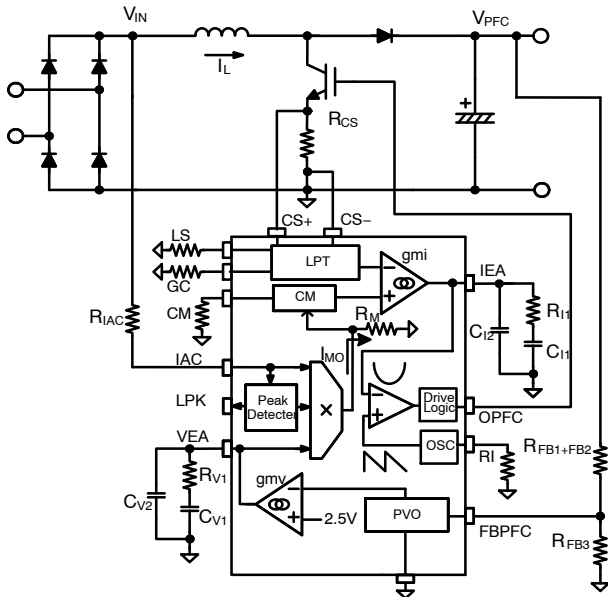 VIN
VPFC
IL
RCS
CS+
CS−
LS
GC
CM
LPT
CM
gmi
IEA
RI1
CI2
CI1
RM
IMO
RIAC
IAC
LPK
Peak
Detecter
×
Drive
Logic
OPFC
VEA
OSC
RI
RFB1+FB2
RV1
CV2
CV1
gmv
2.5V
PVO
FBPFC
RFB3